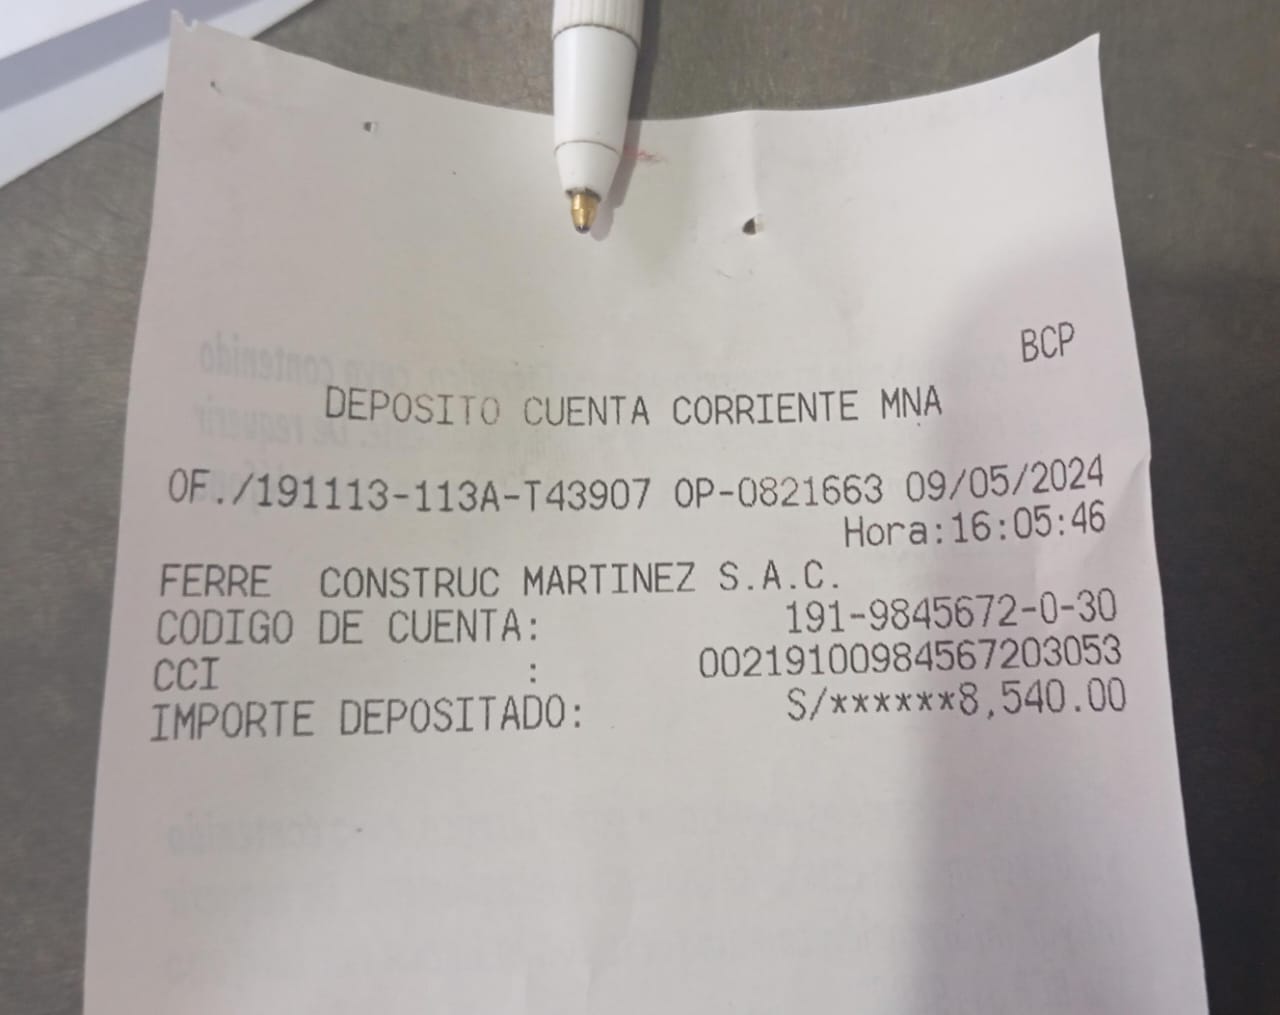 BCP
DEPOSITO CUENTA CORRIENTE MNA
OF./191113-113A-T43907 OP-0821663 09/05/2024
Hora:16:05:46
FERRE CONSTRUC MARTINEZ S.A.C.
CODIGO DE CUENTA: 191-9845672-0-30
CCI : 00219100984567203053
IMPORTE DEPOSITADO: S/******8,540.00